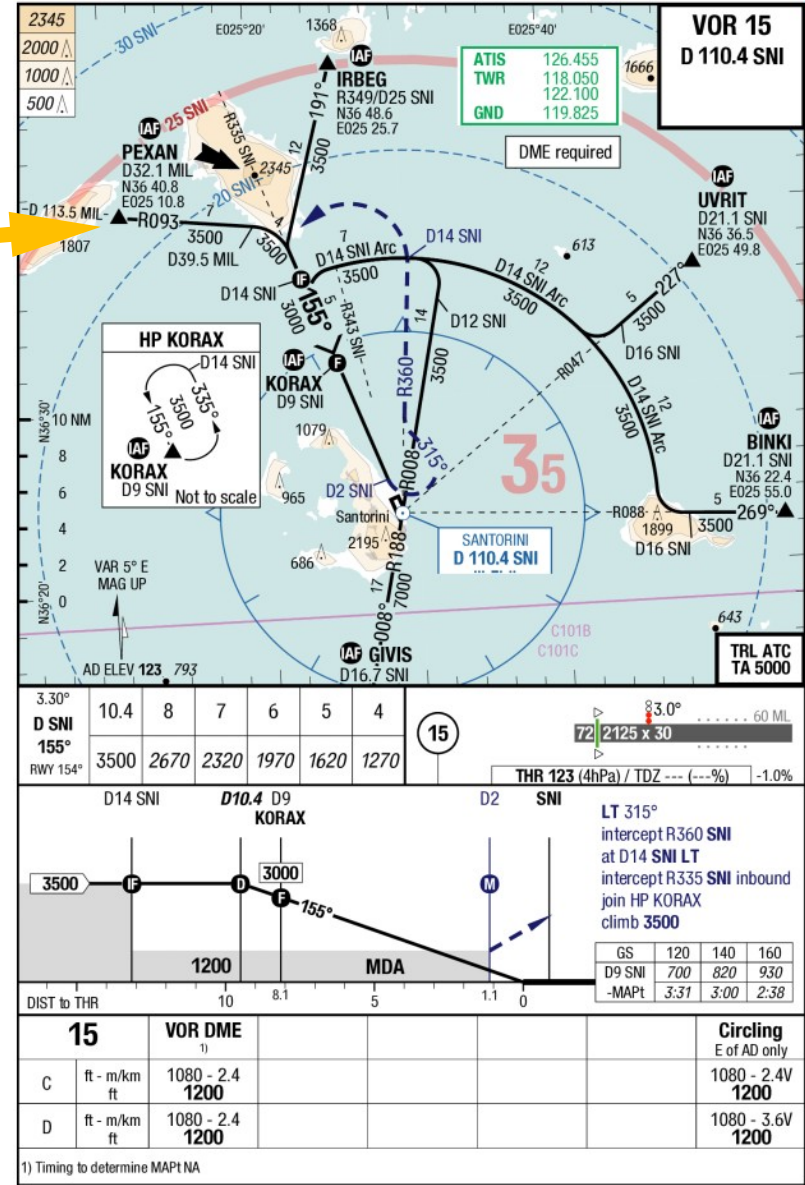 2345
2000
1000
500
30 SNI
E025°20'
1368
E025°40'
VOR 15
D 110.4 SNI
ATIS 126.455
TWR 118.050
122.100
GND 119.825
1666
IAF
IRBEG
R349/D25 SNI
N36 48.6
E025 25.7
191°
12
3500
DME required
25 SNI
IAF
PEXAN
D32.1 MIL
N36 40.8
E025 10.8
R335 SNI
2345
20 SNI
4
IAF
UVRIT
D21.1 SNI
N36 36.5
E025 49.8
D 113.5 MIL
R093
7
3500
3500
1807
D39.5 MIL
7
D14 SNI Arc
3500
D14 SNI
613
12
D14 SNI Arc
3500
227°
5
3500
D16 SNI
D14 SNI
IF
155°
5
3000
R343 SNI
14
3500
D12 SNI
R360
R047
HP KORAX
D14 SNI
155°
3500
335°
IAF
KORAX
D9 SNI
Not to scale
IAF
KORAX
D9 SNI
F
D14 SNI Arc
12
3500
IAF
BINKI
D21.1 SNI
N36 22.4
E025 55.0
N36°30'
10 NM
8
6
4
2
0
N36°20'
1079
965
D2 SNI
Santorini
2195
686
315°
R008
35
R188
17
7000
008°
SANTORINI
D 110.4 SNI
R088
1899
5
3500
269°
D16 SNI
VAR 5° E
MAG UP
AD ELEV 123
793
IAF GIVIS
D16.7 SNI
C101B
C101C
643
TRL ATC
TA 5000
3.30°
D SNI 10.4 8 7 6 5 4
155°
RWY 154° 3500 2670 2320 1970 1620 1270
15
3.0°
60 ML
72 2125 x 30
THR 123 (4hPa) / TDZ --- (---%) -1.0%
D14 SNI D10.4 D9 D2 SNI
KORAX
3500 IF D 3000 F 155° M
1200 MDA
DIST to THR 10 8.1 5 1.1 0
LT 315°
intercept R360 SNI
at D14 SNI LT
intercept R335 SNI inbound
join HP KORAX
climb 3500
GS 120 140 160
D9 SNI 700 820 930
-MAPt 3:31 3:00 2:38
15 VOR DME Circling
1) E of AD only
C ft - m/km 1080 - 2.4 1080 - 2.4V
ft 1200 1200
D ft - m/km 1080 - 2.4 1080 - 3.6V
ft 1200 1200
1) Timing to determine MAPt NA